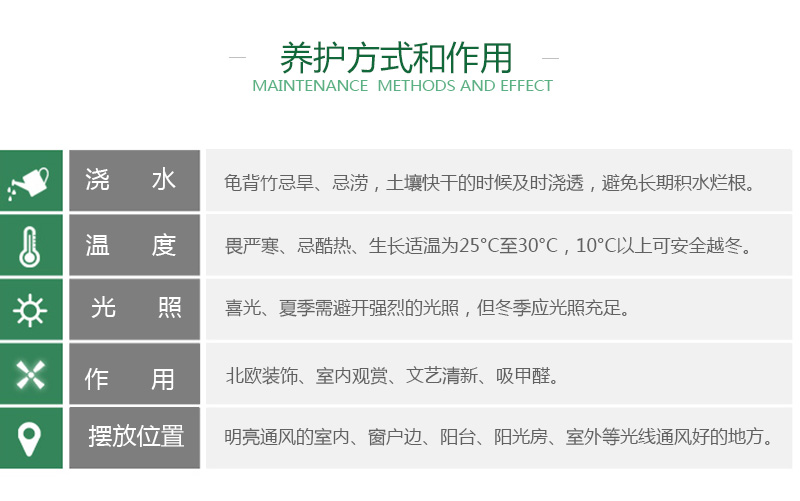 养护方式和作用
MAINTENANCE METHODS AND EFFECT
浇 水
龟背竹忌旱、忌涝，土壤快干的时候及时浇透，避免长期积水烂根。
温 度
畏严寒、忌酷热、生长适温为25°C至30°C，10°C以上可安全越冬。
光 照
喜光、夏季需避开强烈的光照，但冬季应光照充足。
作 用
北欧装饰、室内观赏、文艺清新、吸甲醛。
摆放位置
明亮通风的室内、窗户边、阳台、阳光房、室外等光线通风好的地方。